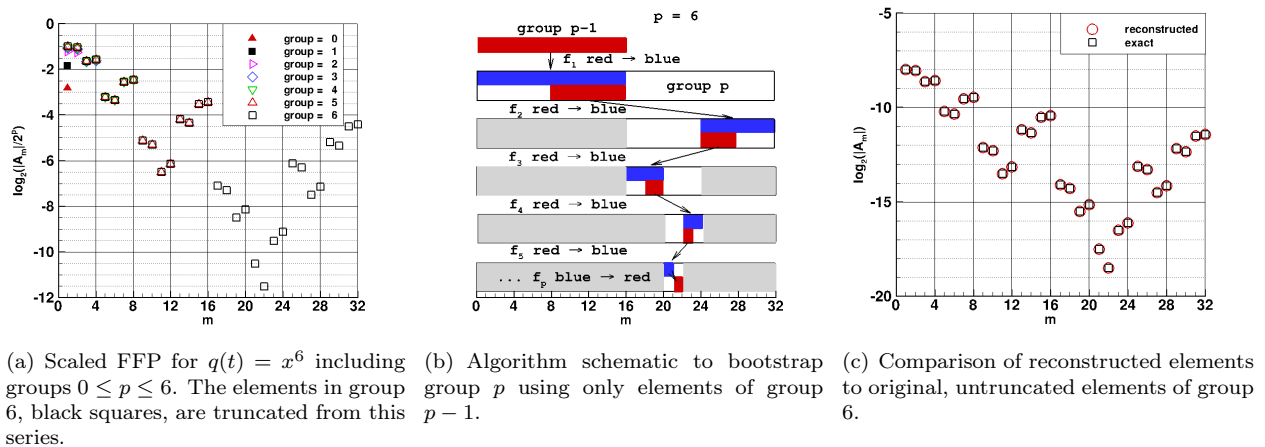 0
-2
-4
-6
-8
-10
-12
0
4
8
12
16
20
24
28
32
m
log2(|Am|/2^p)
group = 0
group = 1
group = 2
group = 3
group = 4
group = 5
group = 6
p = 6
group p-1
f1 red → blue
group p
f2 red → blue
f3 red → blue
f4 red → blue
f5 red → blue
... fp blue → red
0
4
8
12
16
20
24
28
32
m
-5
-10
-15
-20
4
8
12
16
20
24
28
32
m
log2(|Am|)
reconstructed
exact
(a) Scaled FFP for q(t) = x^6 including
groups 0 ≤ p ≤ 6. The elements in group
6, black squares, are truncated from this
series.
(b) Algorithm schematic to bootstrap
group p using only elements of group
p − 1.
(c) Comparison of reconstructed elements
to original, untruncated elements of group
6.